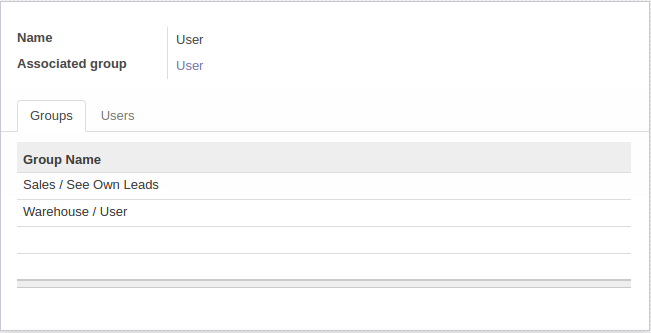 Name User
Associated group User
Groups Users
Group Name
Sales / See Own Leads
Warehouse / User